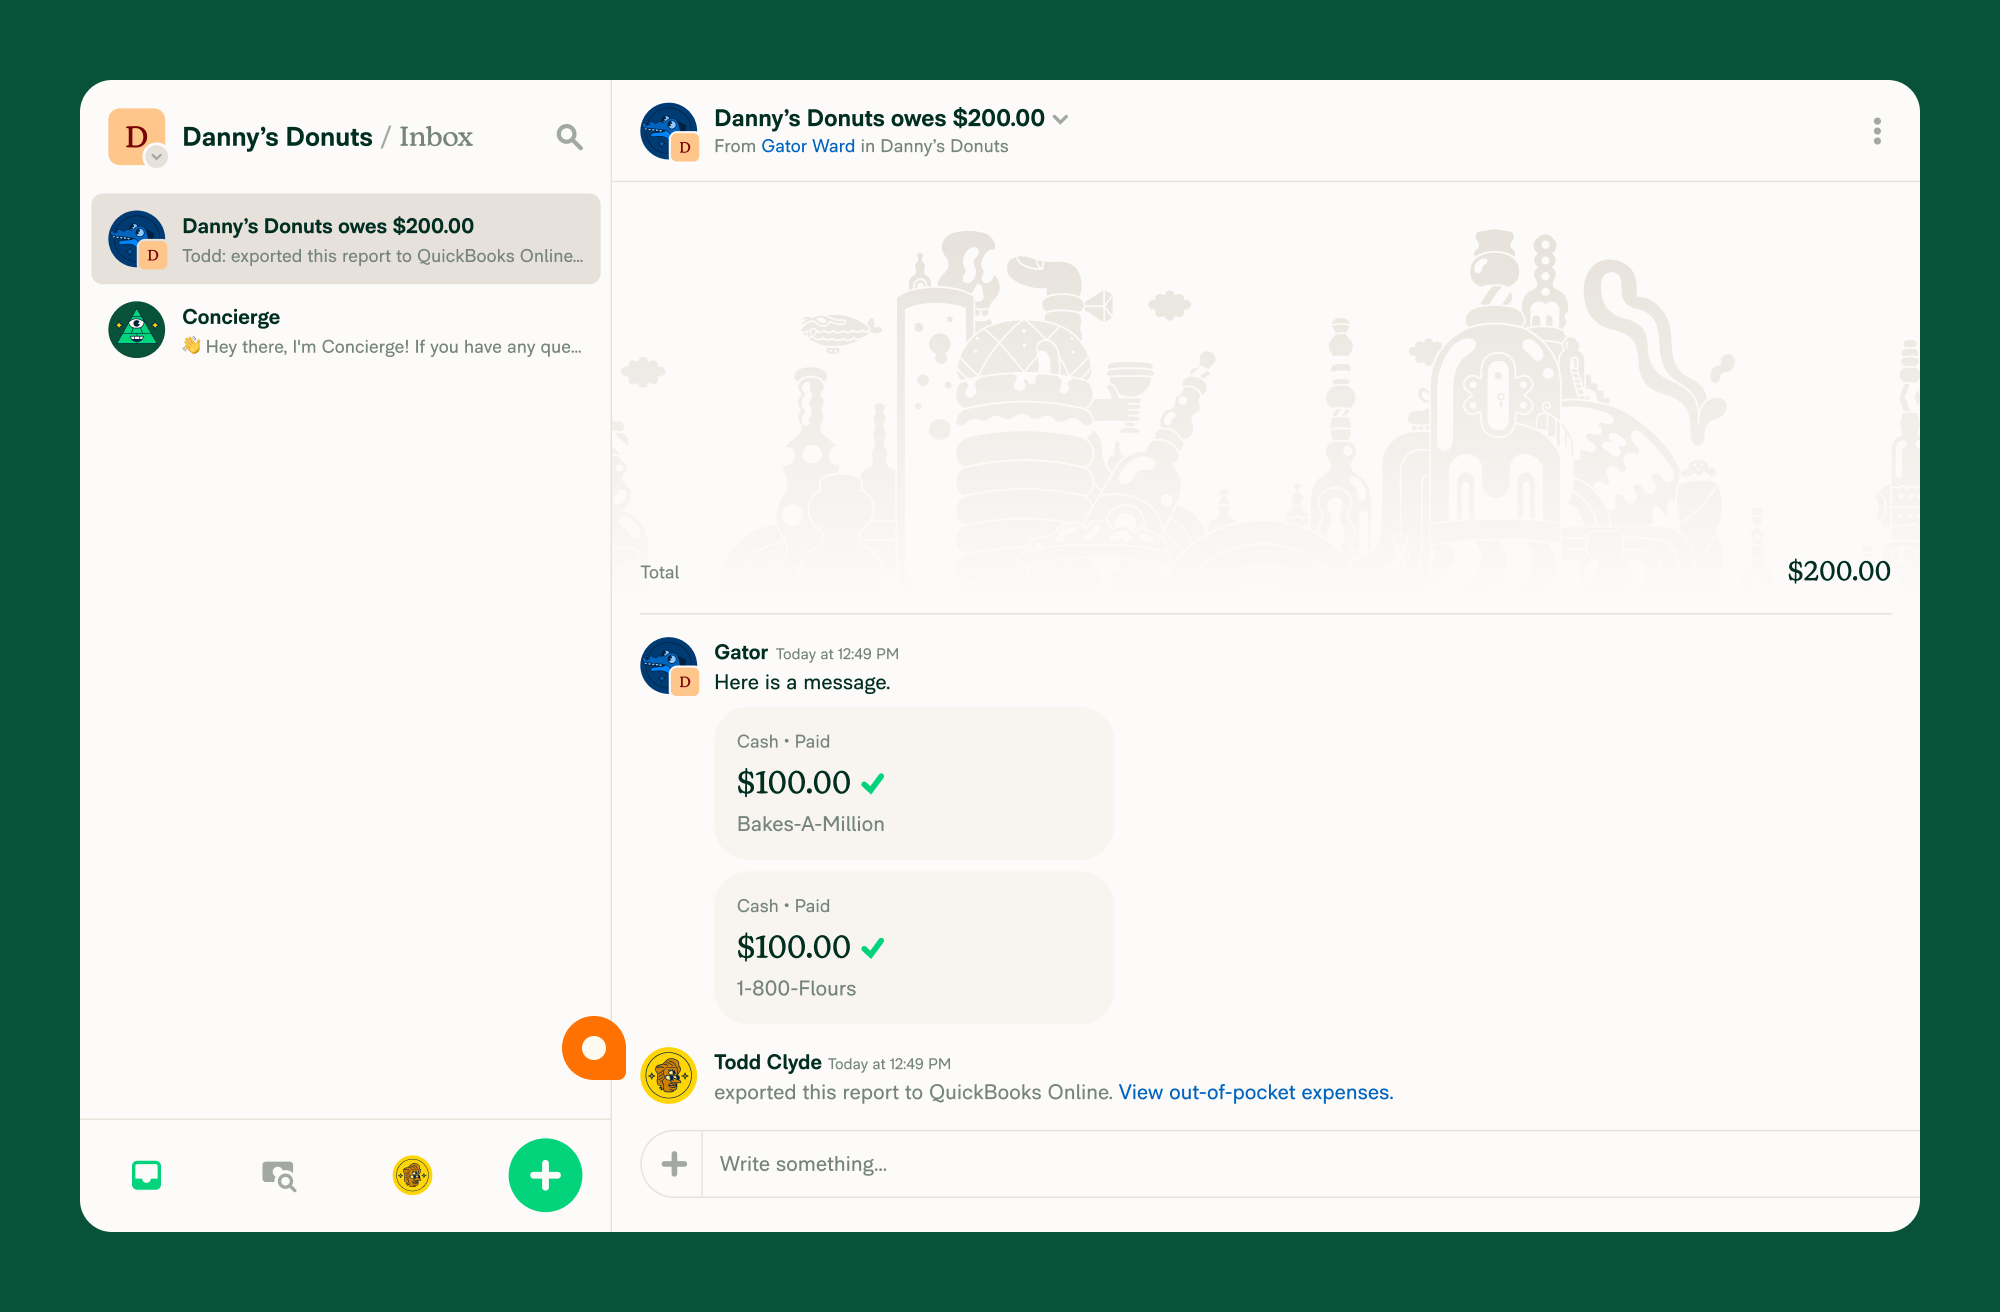 D
Danny’s Donuts / Inbox
Danny’s Donuts owes $200.00
D
Todd: exported this report to QuickBooks Online...
Concierge
👋 Hey there, I'm Concierge! If you have any que...
Danny’s Donuts owes $200.00
D
From Gator Ward in Danny’s Donuts
Total
$200.00
Gator Today at 12:49 PM
D
Here is a message.
Cash • Paid
$100.00
Bakes-A-Million
Cash • Paid
$100.00
1-800-Flours
Todd Clyde Today at 12:49 PM
exported this report to QuickBooks Online. View out-of-pocket expenses.
Write something...